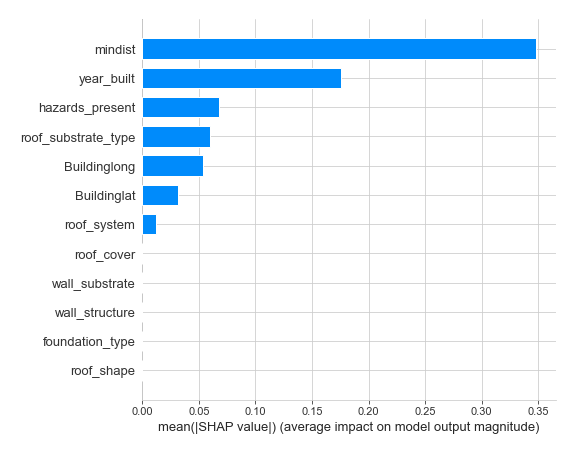 mindist
year_built
hazards_present
roof_substrate_type
Buildinglong
Buildinglat
roof_system
roof_cover
wall_substrate
wall_structure
foundation_type
roof_shape
0.00 0.05 0.10 0.15 0.20 0.25 0.30 0.35
mean(|SHAP value|) (average impact on model output magnitude)